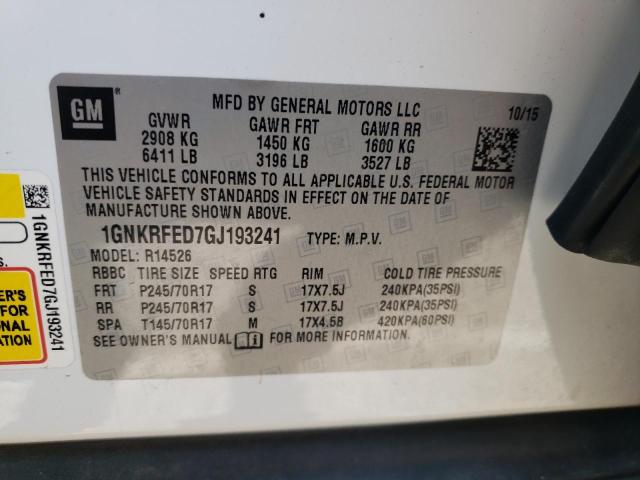 GM
MFD BY GENERAL MOTORS LLC
10/15
GVWR GAWR FRT GAWR RR
2908 KG 1450 KG 1600 KG
6411 LB 3196 LB 3527 LB
THIS VEHICLE CONFORMS TO ALL APPLICABLE U.S. FEDERAL MOTOR
VEHICLE SAFETY STANDARDS IN EFFECT ON THE DATE OF
MANUFACTURE SHOWN ABOVE.
1GNKRFED7GJ193241 TYPE: M.P.V.
MODEL: R14526
RBBC TIRE SIZE SPEED RTG RIM COLD TIRE PRESSURE
FRT P245/70R17 S 17X7.5J 240KPA(35PSI)
RR P245/70R17 S 17X7.5J 240KPA(35PSI)
SPA T145/70R17 M 17X4.5B 420KPA(60PSI)
SEE OWNER'S MANUAL FOR MORE INFORMATION.
1GNKRFED7GJ193241
ER'S
FOR
ONAL
TION